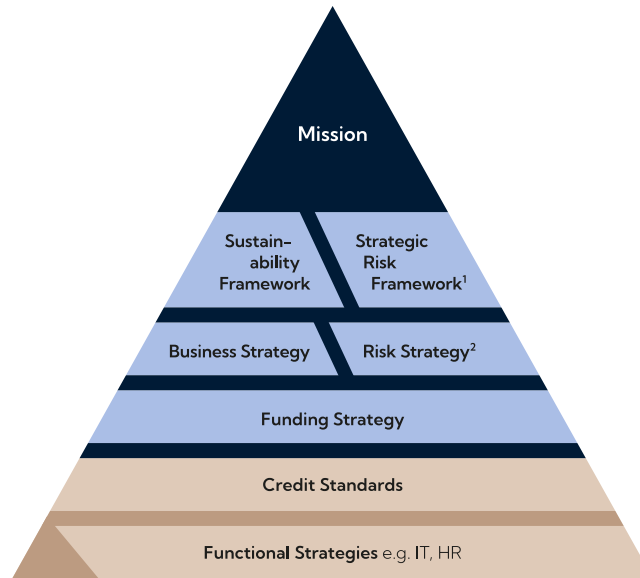 Mission
Sustain-
ability
Framework
Strategic
Risk
Framework¹
Business Strategy
Risk Strategy²
Funding Strategy
Credit Standards
Functional Strategies e.g. IT, HR